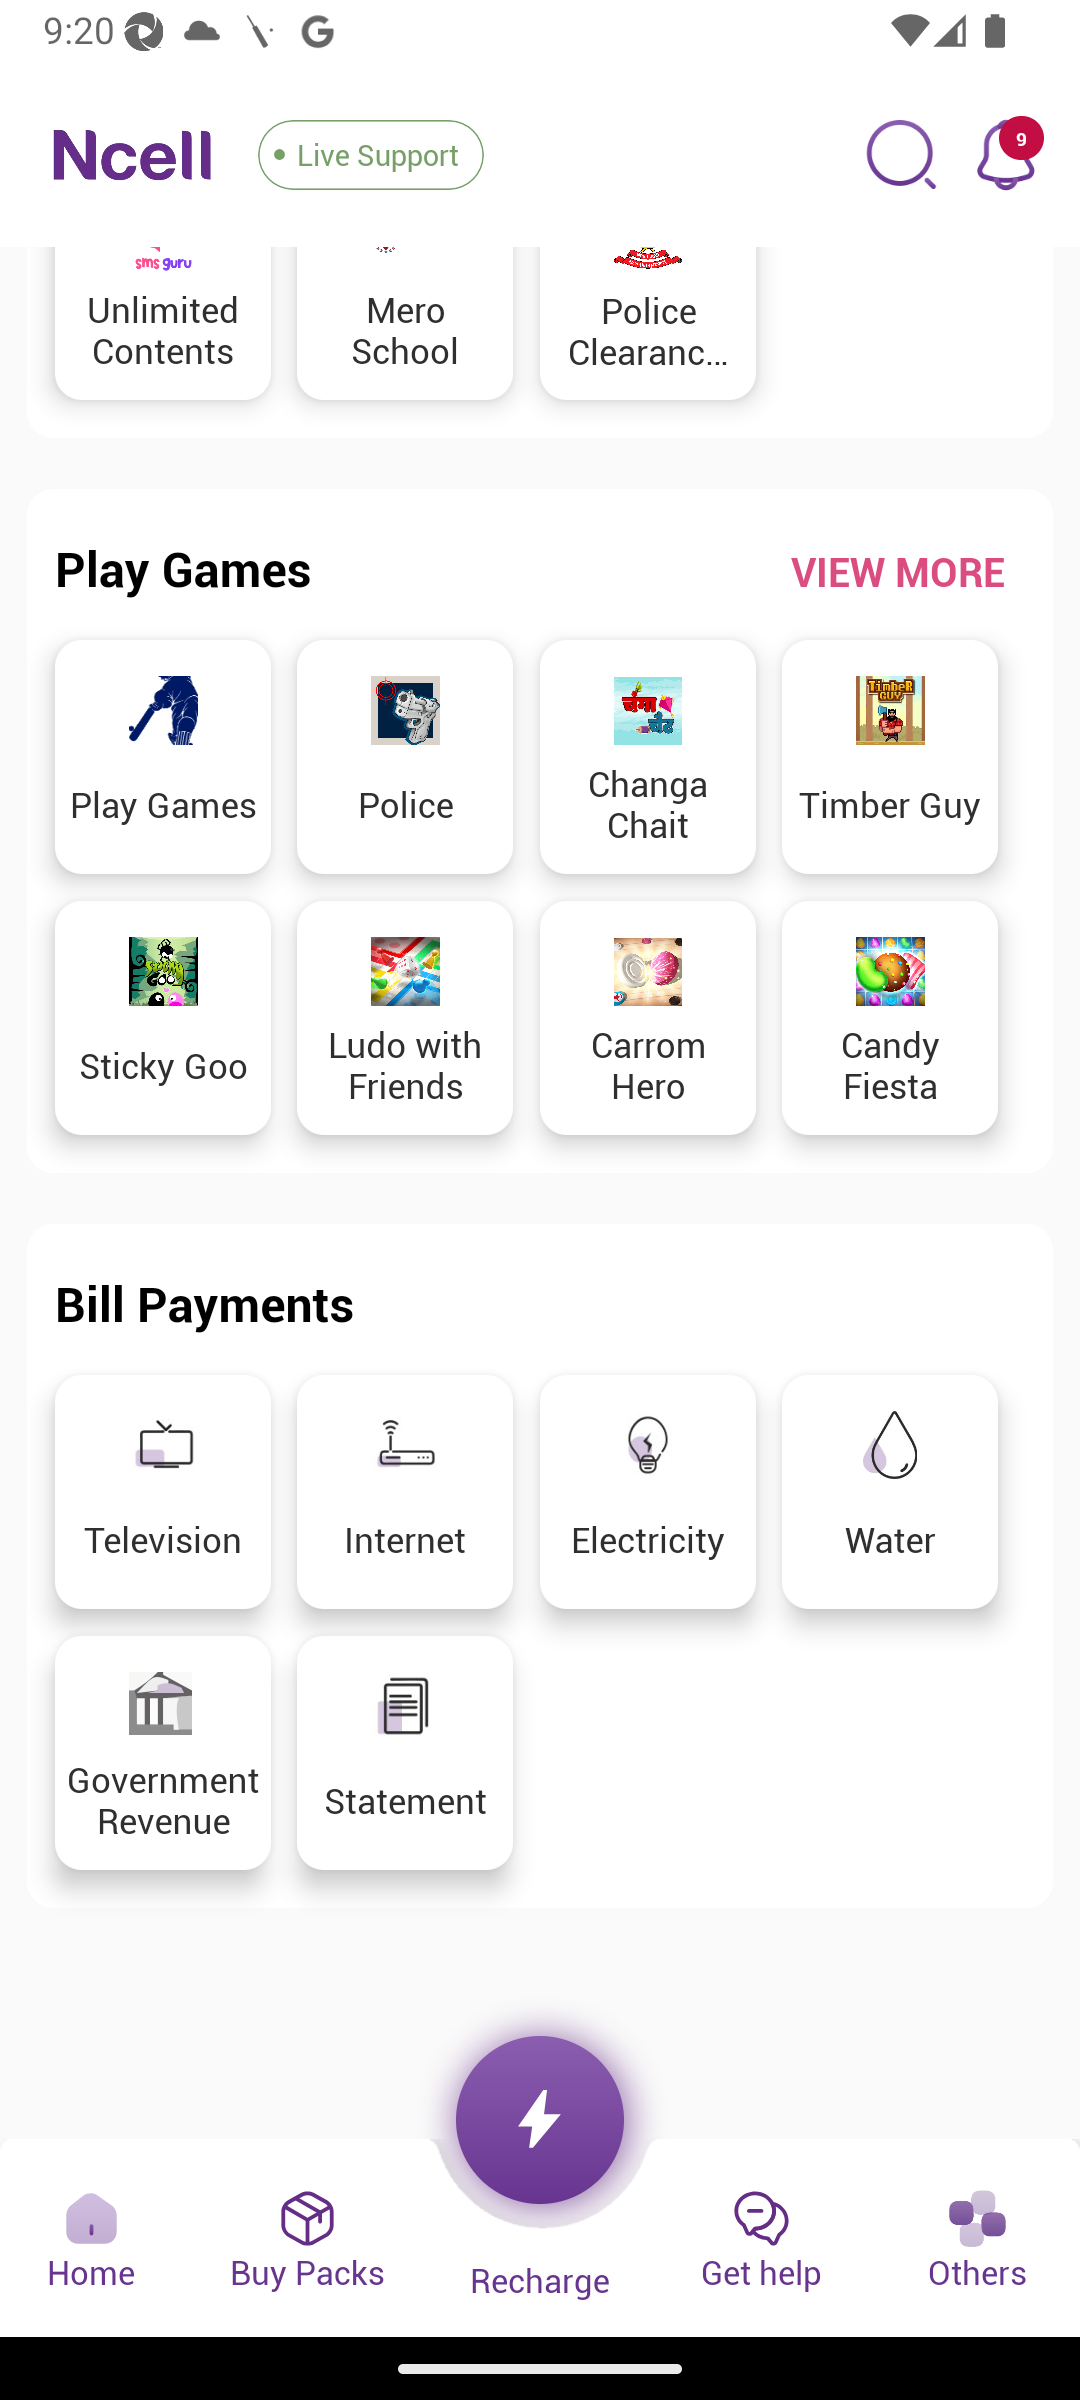 9:20
Ncell
Live Support
9
sms guru
Unlimited
Contents
Mero
School
Police
Clearanc...
Play Games
VIEW MORE
Play Games
Police
चंगा
चैट
Changa
Chait
TimbeR
GUY
Timber Guy
Sticky Goo
Ludo with
Friends
Carrom
Hero
Candy
Fiesta
Bill Payments
Television
Internet
Electricity
Water
Government
Revenue
Statement
Home
Buy Packs
Recharge
Get help
Others